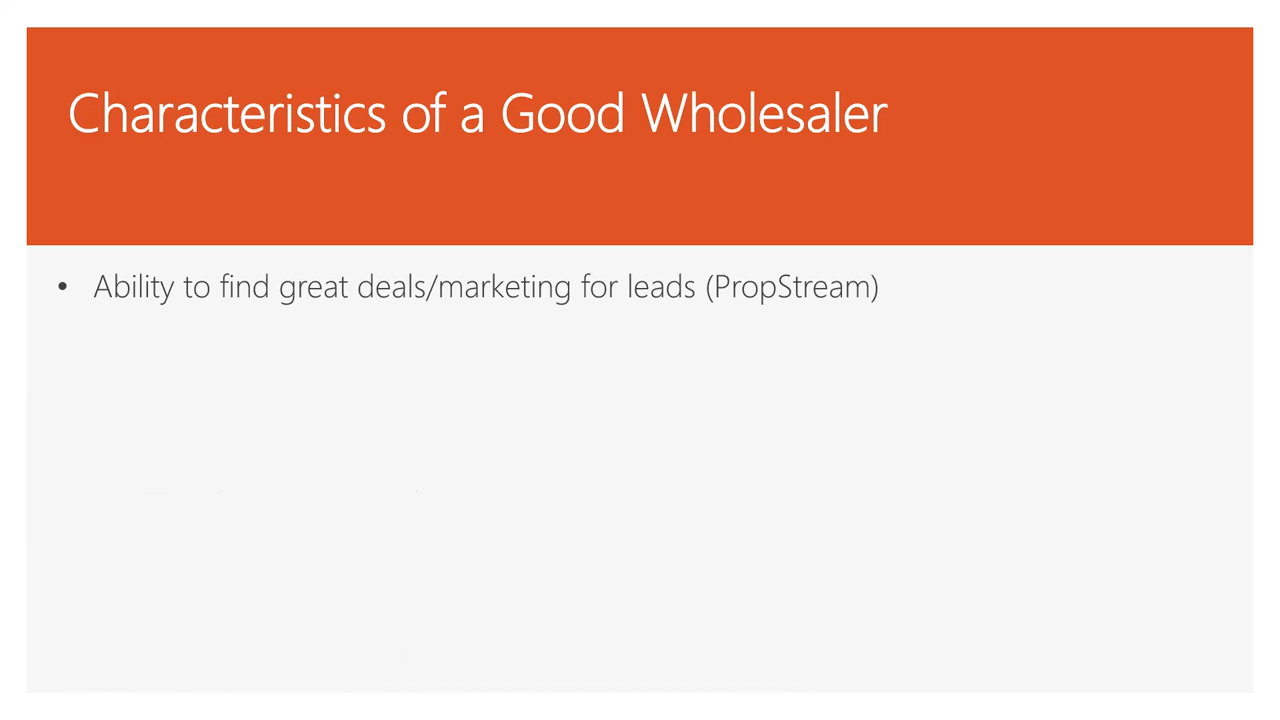 Characteristics of a Good Wholesaler
• Ability to find great deals/marketing for leads (PropStream)